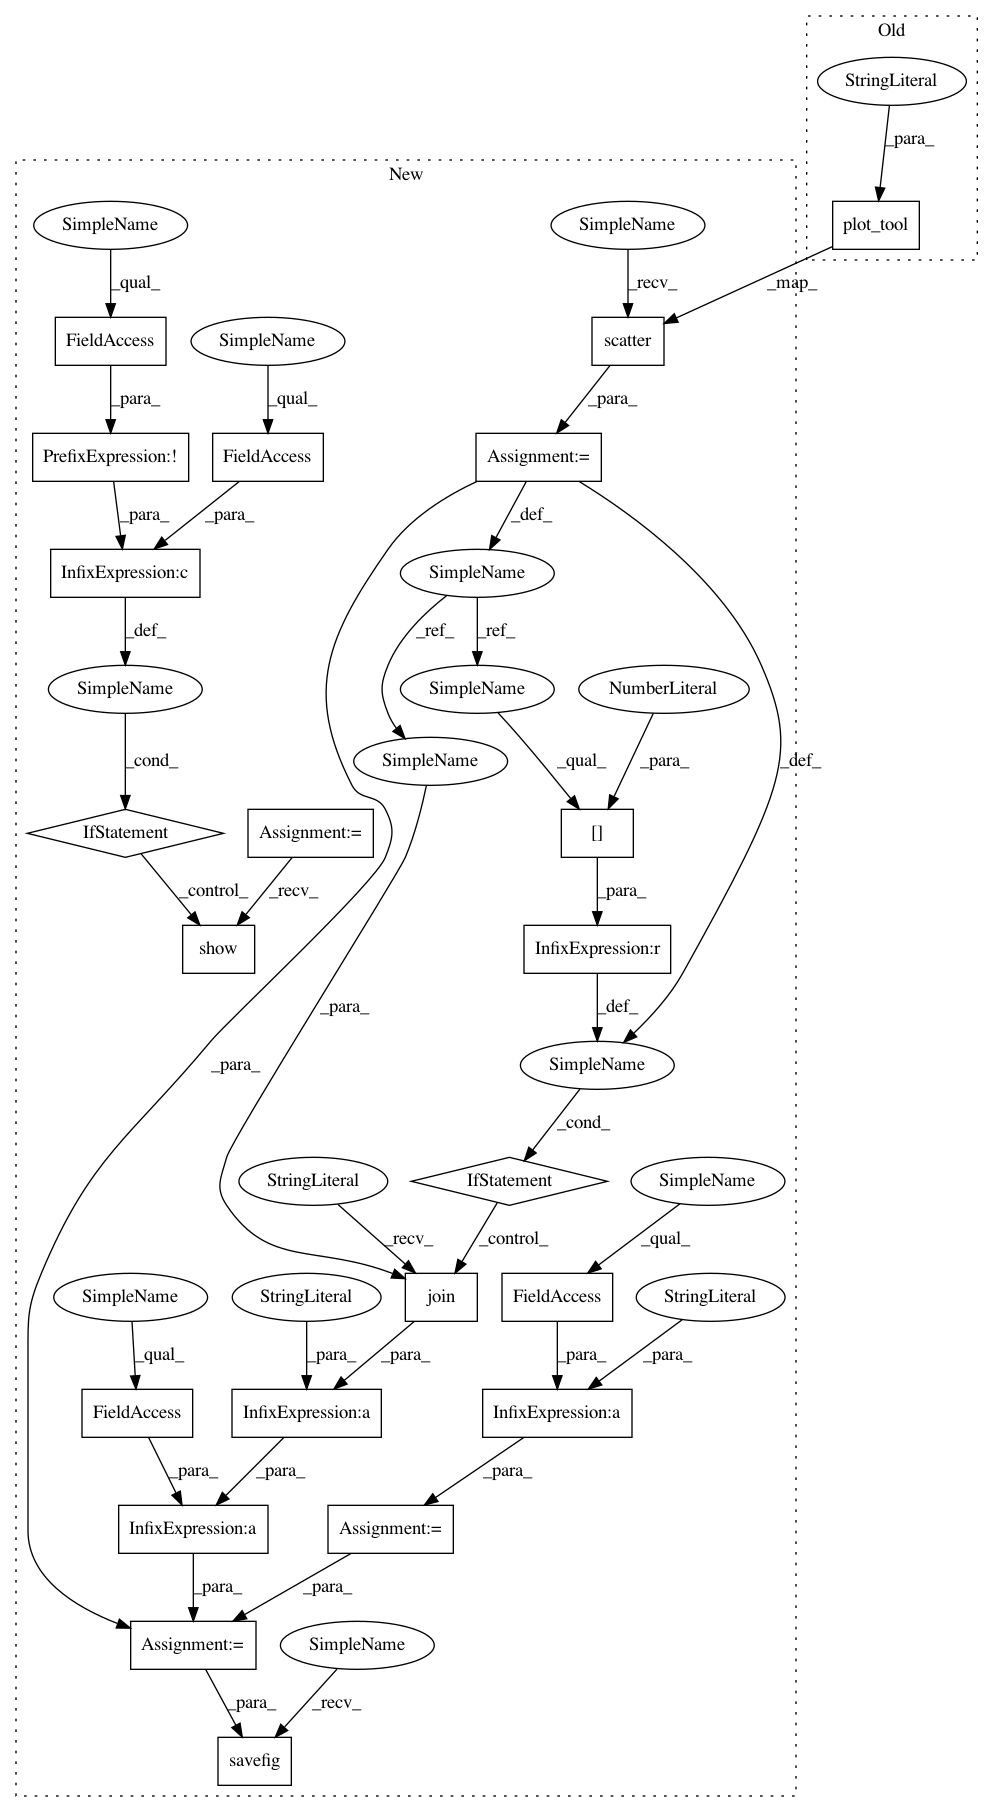 Old
StringLiteral
_para_
New
SimpleName
SimpleName
plot_tool
_qual_
_recv_
_map_
FieldAccess
SimpleName
scatter
_para_
_qual_
_para_
PrefixExpression:!
FieldAccess
Assignment:=
_para_
_para_
_def_
InfixExpression:c
SimpleName
_def_
_ref_
_ref_
SimpleName
SimpleName
NumberLiteral
SimpleName
_cond_
_qual_
_para_
_def_
IfStatement
Assignment:=
[]
_control_
_recv_
_para_
show
InfixExpression:r
_para_
_def_
_para_
SimpleName
_cond_
StringLiteral
IfStatement
SimpleName
_recv_
_control_
_qual_
SimpleName
StringLiteral
join
FieldAccess
StringLiteral
_qual_
_para_
_para_
_para_
_para_
FieldAccess
InfixExpression:a
InfixExpression:a
_para_
_para_
_para_
InfixExpression:a
Assignment:=
_para_
_para_
Assignment:=
SimpleName
_para_
_recv_
savefig